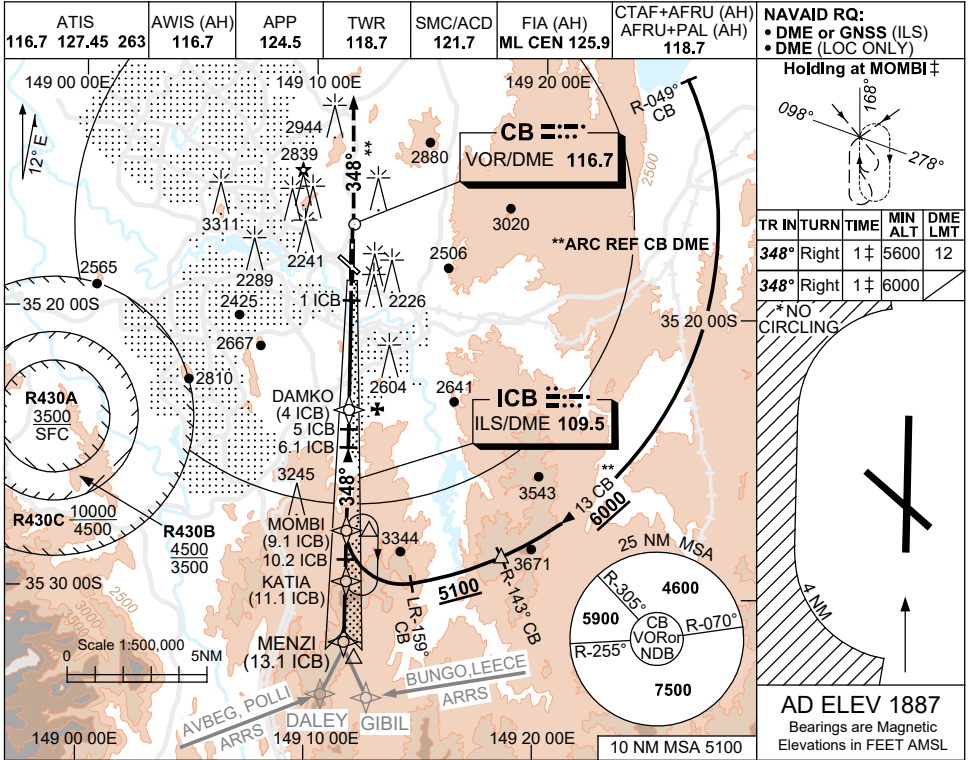 ATIS
116.7 127.45 263
AWIS (AH)
116.7
APP
124.5
TWR
118.7
SMC/ACD
121.7
FIA (AH)
ML CEN 125.9
CTAF+AFRU (AH)
AFRU+PAL (AH)
118.7
NAVAID RQ:
• DME or GNSS (ILS)
• DME (LOC ONLY)
149 00 00E
149 10 00E
149 20 00E
12° E
2944
2839
3311
2241
2289
2565
35 20 00S
2425
2667
2810
348°
**
2880
CB
VOR/DME 116.7
3020
**ARC REF CB DME
2506
2226
1 ICB
R-049°
CB
2500
35 20 00S
2604
2641
DAMKO
(4 ICB)
5 ICB
6.1 ICB
ICB
ILS/DME 109.5
R430A
3500
SFC
R430C
10000
4500
R430B
4500
3500
3245
348°
3543
13 CB
**
6000
MOMBI
(9.1 ICB)
10.2 ICB
KATIA
(11.1 ICB)
3344
3671
5100
R-143° CB
LR-159°
CB
35 30 00S
2500
3000
2500
MENZI
(13.1 ICB)
Scale 1:500,000
0
5NM
25 NM MSA
4600
5900
7500
R-305°
R-070°
R-255°
CB
VORor
NDB
AVBEG, POLLI
ARRS
BUNGO,LEECE
ARRS
DALEY
GIBIL
149 00 00E
149 10 00E
149 20 00E
10 NM MSA 5100
Holding at MOMBI ‡
098°
168°
278°
TR IN TURN TIME MIN ALT DME LMT
348° Right 1 ‡ 5600 12
348° Right 1 ‡ 6000
*NO
CIRCLING
4 NM
AD ELEV 1887
Bearings are Magnetic
Elevations in FEET AMSL